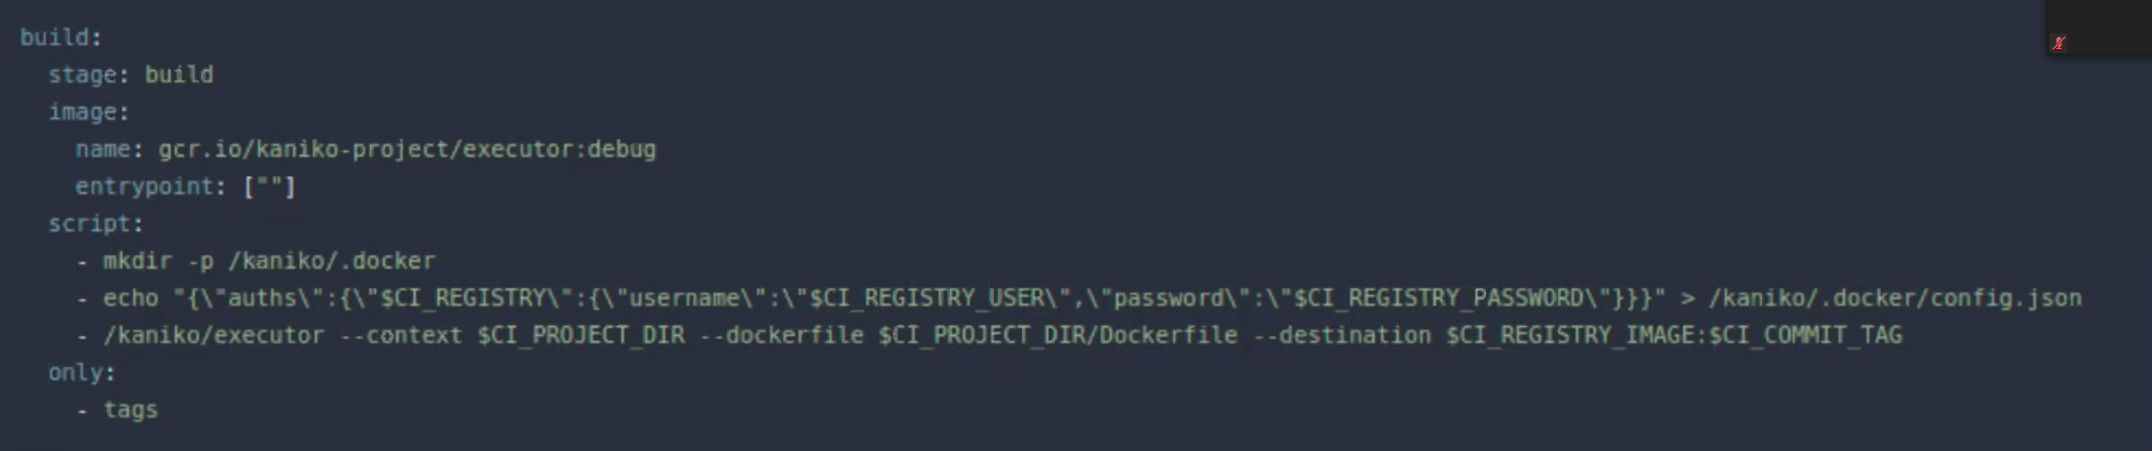 build:
  stage: build
  image:
    name: gcr.io/kaniko-project/executor:debug
    entrypoint: [""]
  script:
    - mkdir -p /kaniko/.docker
    - echo "{\"auths\":{\"$CI_REGISTRY\":{\"username\":\"$CI_REGISTRY_USER\",\"password\":\"$CI_REGISTRY_PASSWORD\"}}}" > /kaniko/.docker/config.json
    - /kaniko/executor --context $CI_PROJECT_DIR --dockerfile $CI_PROJECT_DIR/Dockerfile --destination $CI_REGISTRY_IMAGE:$CI_COMMIT_TAG
  only:
    - tags